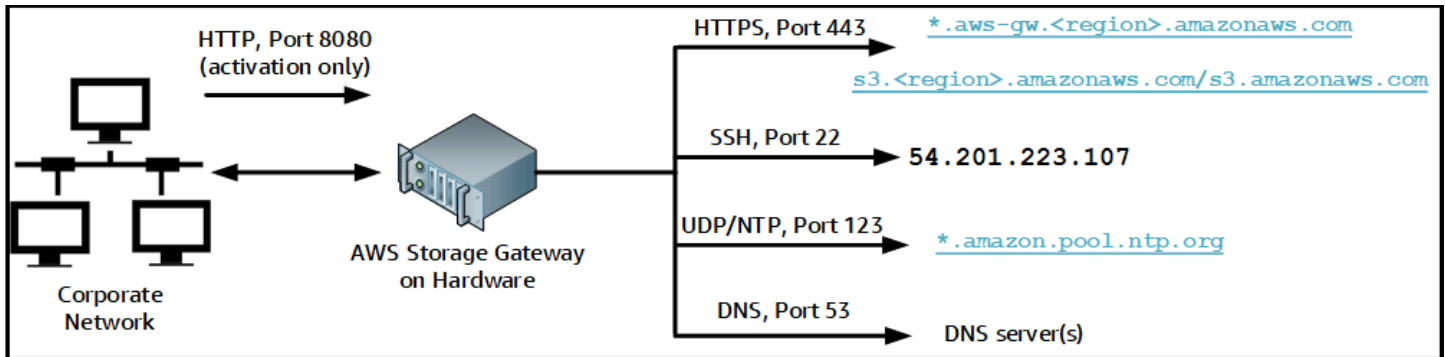 HTTP, Port 8080
(activation only)
Corporate
Network
AWS Storage Gateway
on Hardware
HTTPS, Port 443
*.aws-gw.<region>.amazonaws.com
s3.<region>.amazonaws.com/s3.amazonaws.com
SSH, Port 22
54.201.223.107
UDP/NTP, Port 123
*.amazon.pool.ntp.org
DNS, Port 53
DNS server(s)